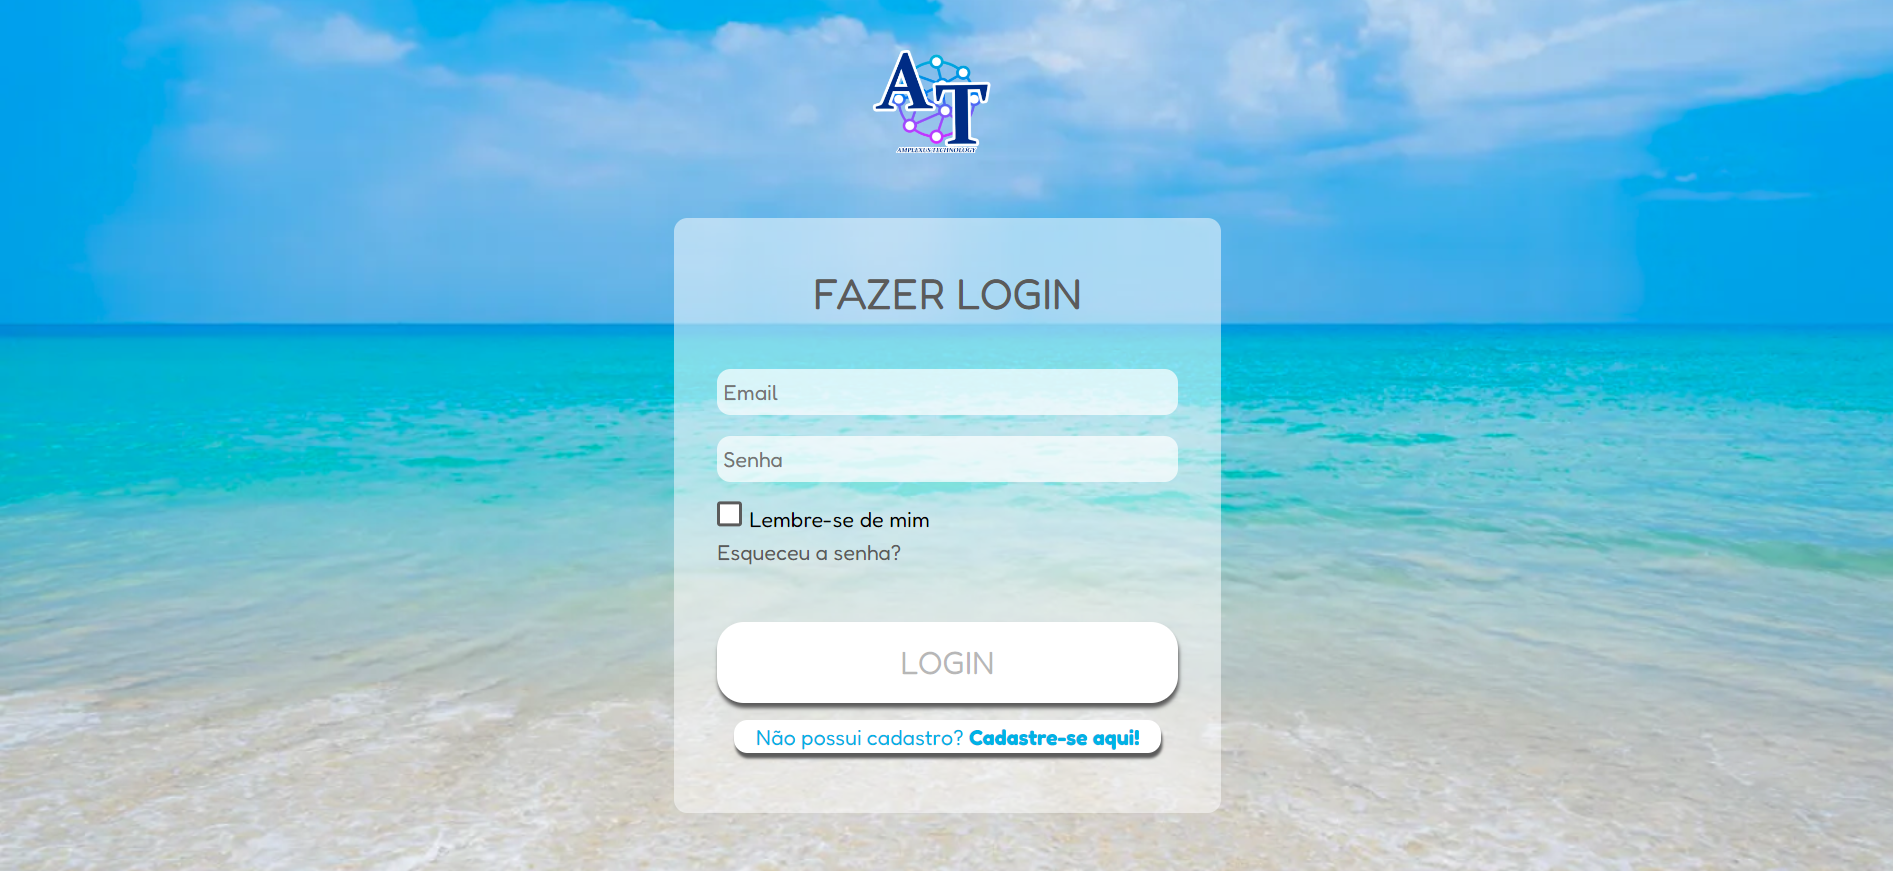 AT
AMPLEXUS TECHNOLOGY
FAZER LOGIN
Email
Senha
Lembre-se de mim
Esqueceu a senha?
LOGIN
Não possui cadastro? Cadastre-se aqui!